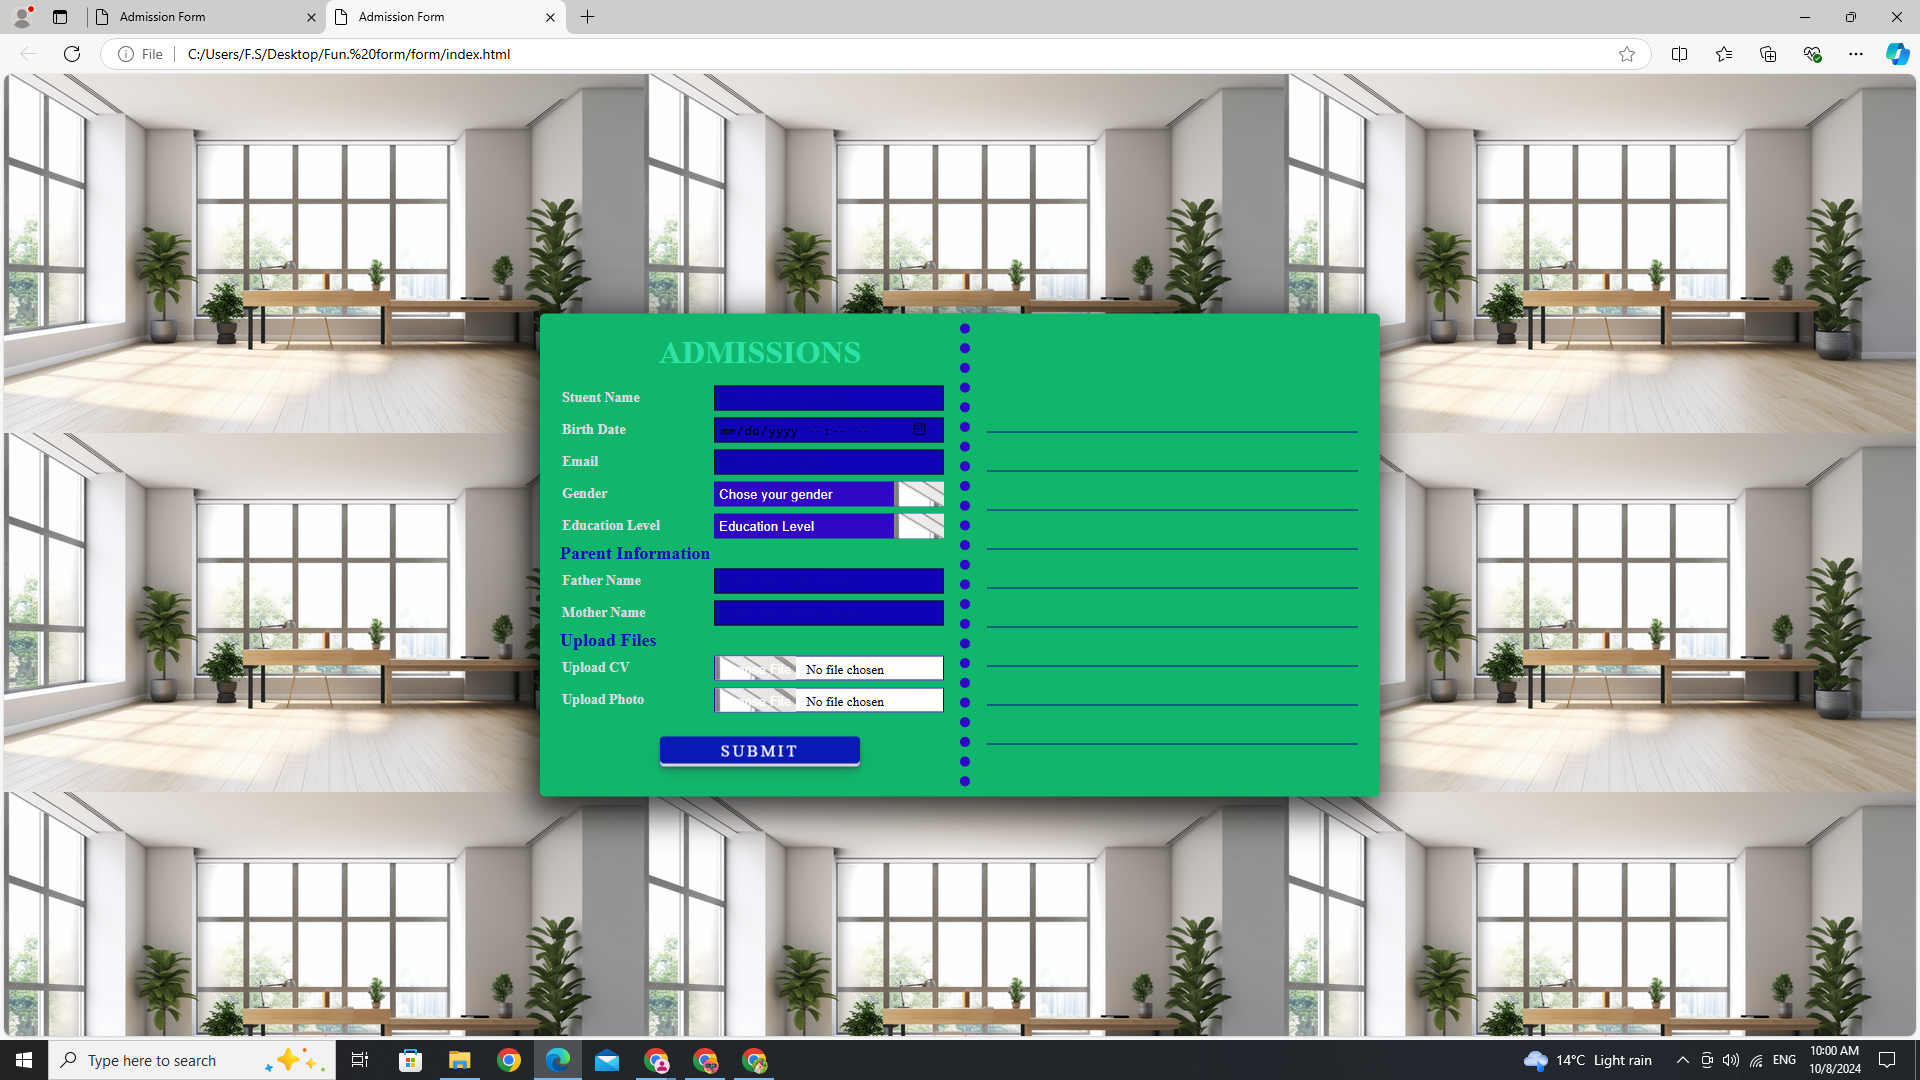 Admission Form
Admission Form
File
C:/Users/F.S/Desktop/Fun.%20form/form/index.html
ADMISSIONS
Stuent Name
Birth Date
mm/dd/yyyy --:-- --
Email
Gender
Chose your gender
Education Level
Education Level
Parent Information
Father Name
Mother Name
Upload Files
Upload CV
File
No file chosen
Upload Photo
File
No file chosen
SUBMIT
Type here to search
14°C Light rain
ENG
10:00 AM
10/8/2024